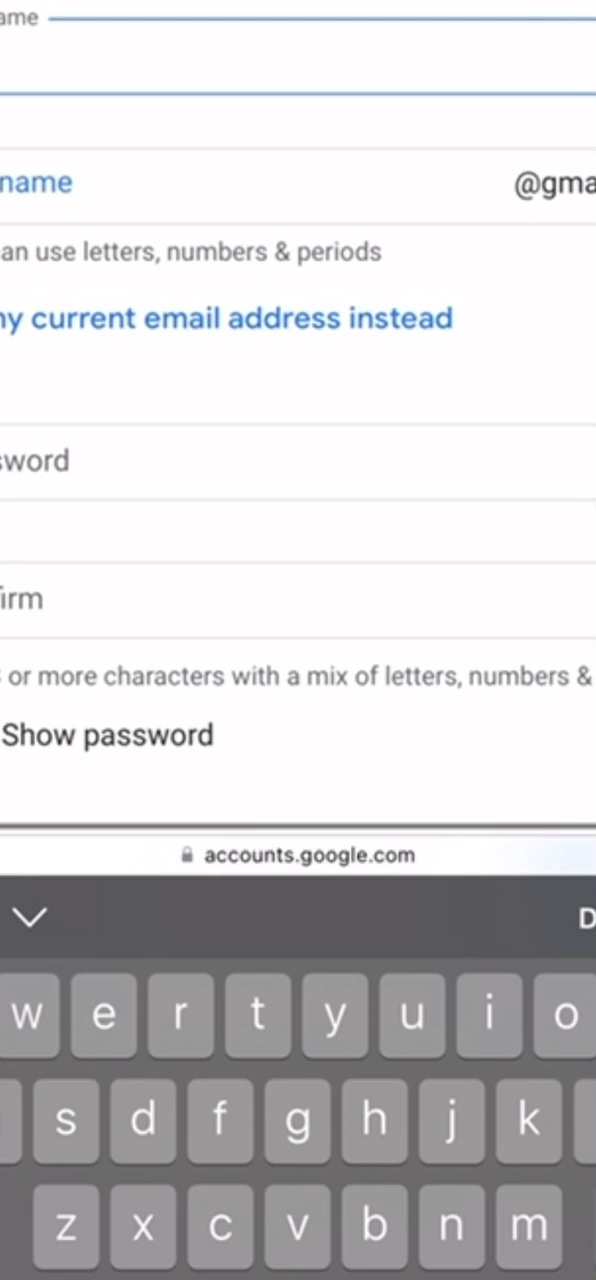 ame
name @gma
an use letters, numbers & periods
ny current email address instead
sword
irm
or more characters with a mix of letters, numbers &
Show password
accounts.google.com
D
w e r t y u i o
s d f g h j k
z x c v b n m